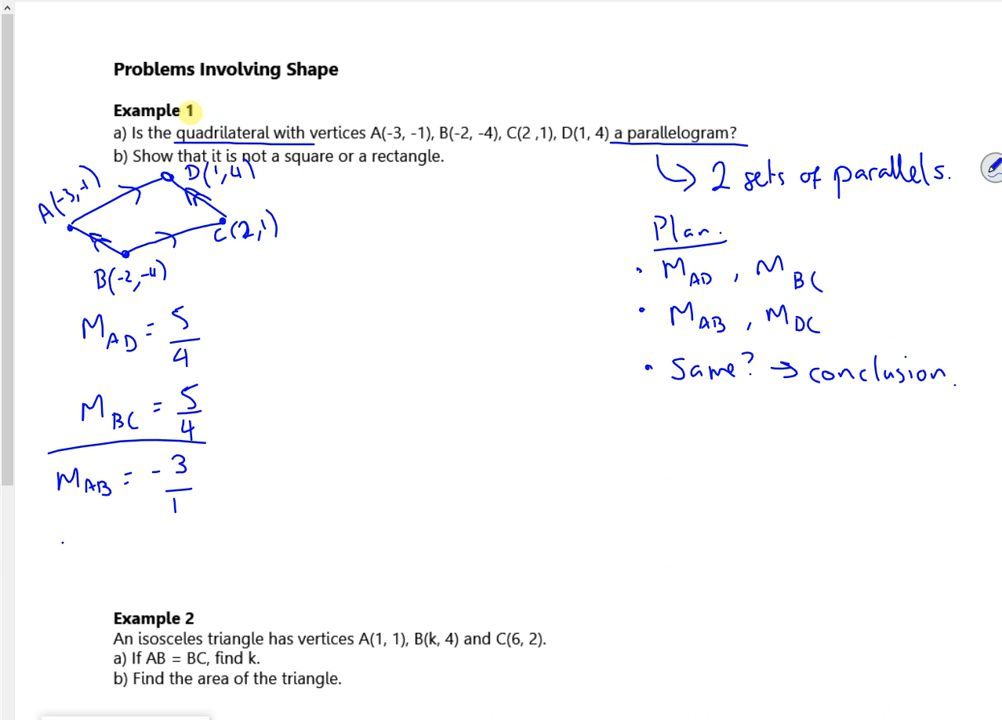 Problems Involving Shape
Example 1
a) Is the quadrilateral with vertices A(-3, -1), B(-2, -4), C(2 ,1), D(1, 4) a parallelogram?
b) Show that it is not a square or a rectangle.
↳ 2 sets of parallels.
A(-3,-1)
D(1,4)
C(2,1)
B(-2,-4)
Plan.
• M_AD, M_BC
• M_AB, M_DC
• Same? → conclusion.
M_AD = 5/4
M_BC = 5/4
M_AB = -3/1
Example 2
An isosceles triangle has vertices A(1, 1), B(k, 4) and C(6, 2).
a) If AB = BC, find k.
b) Find the area of the triangle.